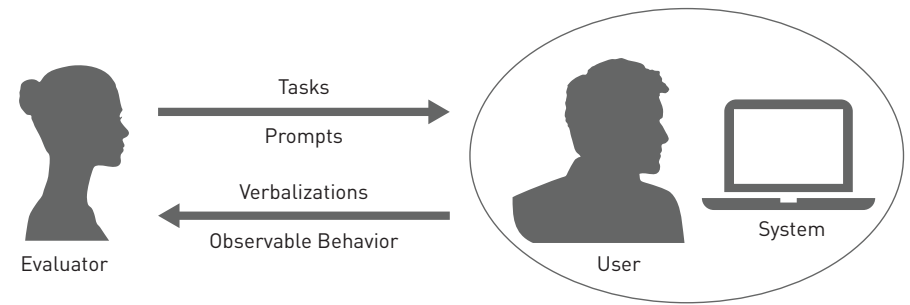 Tasks
Prompts
Verbalizations
Observable Behavior
Evaluator
User
System